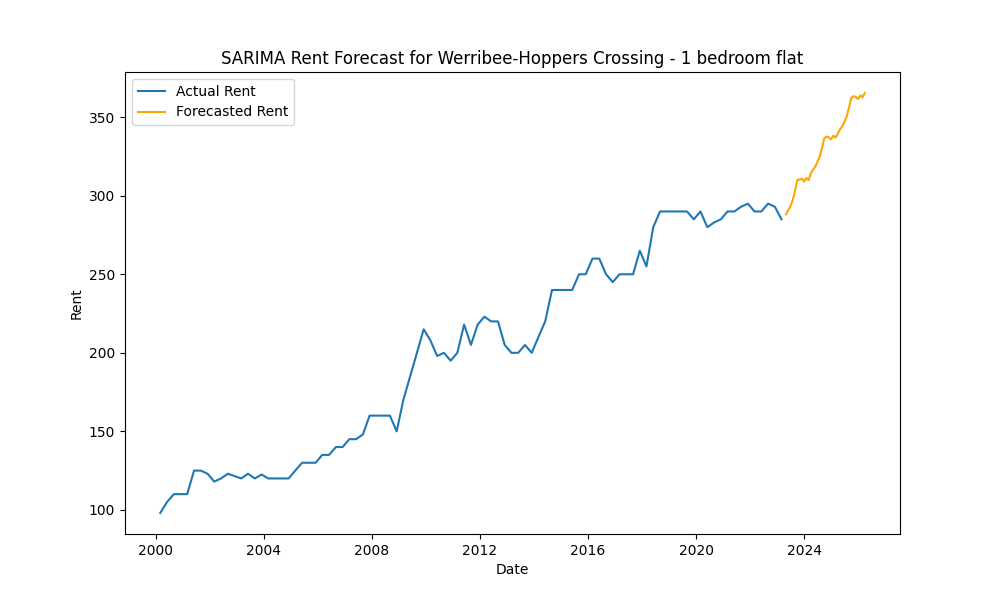 SARIMA Rent Forecast for Werribee-Hoppers Crossing - 1 bedroom flat
Actual Rent
Forecasted Rent
350
300
250
200
150
100
Rent
2000 2004 2008 2012 2016 2020 2024
Date